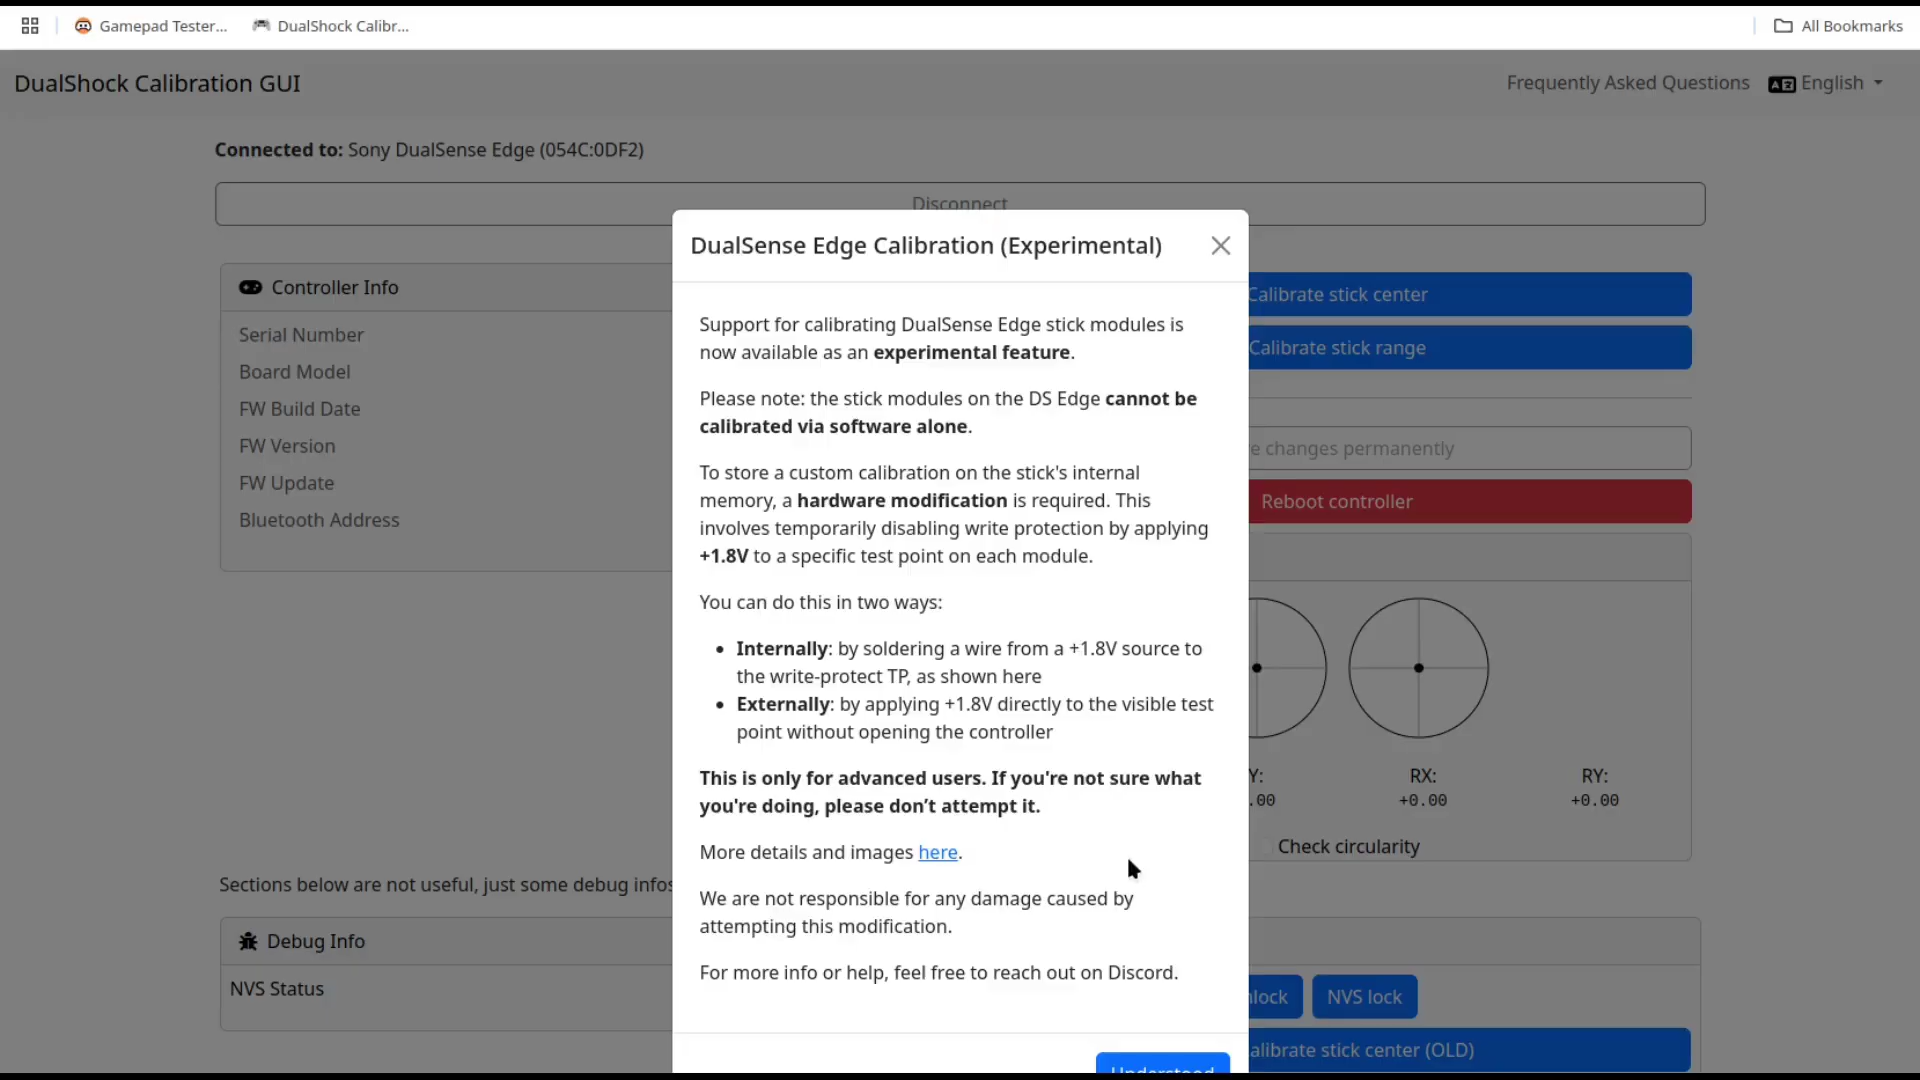 Gamepad Tester...
DualShock Calibr...
All Bookmarks
DualShock Calibration GUI
Frequently Asked Questions
English
Connected to: Sony DualSense Edge (054C:0DF2)
Disconnect
DualSense Edge Calibration (Experimental)
Controller Info
Serial Number
Board Model
FW Build Date
FW Version
FW Update
Bluetooth Address
Support for calibrating DualSense Edge stick modules is
now available as an experimental feature.
Please note: the stick modules on the DS Edge cannot be
calibrated via software alone.
To store a custom calibration on the stick's internal
memory, a hardware modification is required. This
involves temporarily disabling write protection by applying
+1.8V to a specific test point on each module.
You can do this in two ways:
• Internally: by soldering a wire from a +1.8V source to
the write-protect TP, as shown here
• Externally: by applying +1.8V directly to the visible test
point without opening the controller
This is only for advanced users. If you're not sure what
you're doing, please don’t attempt it.
More details and images here.
We are not responsible for any damage caused by
attempting this modification.
For more info or help, feel free to reach out on Discord.
Understood
Calibrate stick center
Calibrate stick range
e changes permanently
Reboot controller
Y:
RX:
RY:
.00
+0.00
+0.00
Check circularity
Sections below are not useful, just some debug infos
Debug Info
NVS Status
lock
NVS lock
alibrate stick center (OLD)